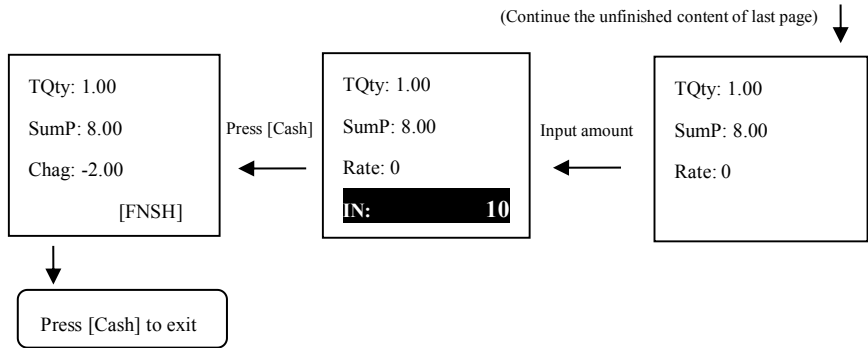 (Continue the unfinished content of last page)
TQty: 1.00
SumP: 8.00
Rate: 0
Input amount
TQty: 1.00
SumP: 8.00
Rate: 0
IN: 10
Press [Cash]
TQty: 1.00
SumP: 8.00
Chag: -2.00
[FNSH]
Press [Cash] to exit